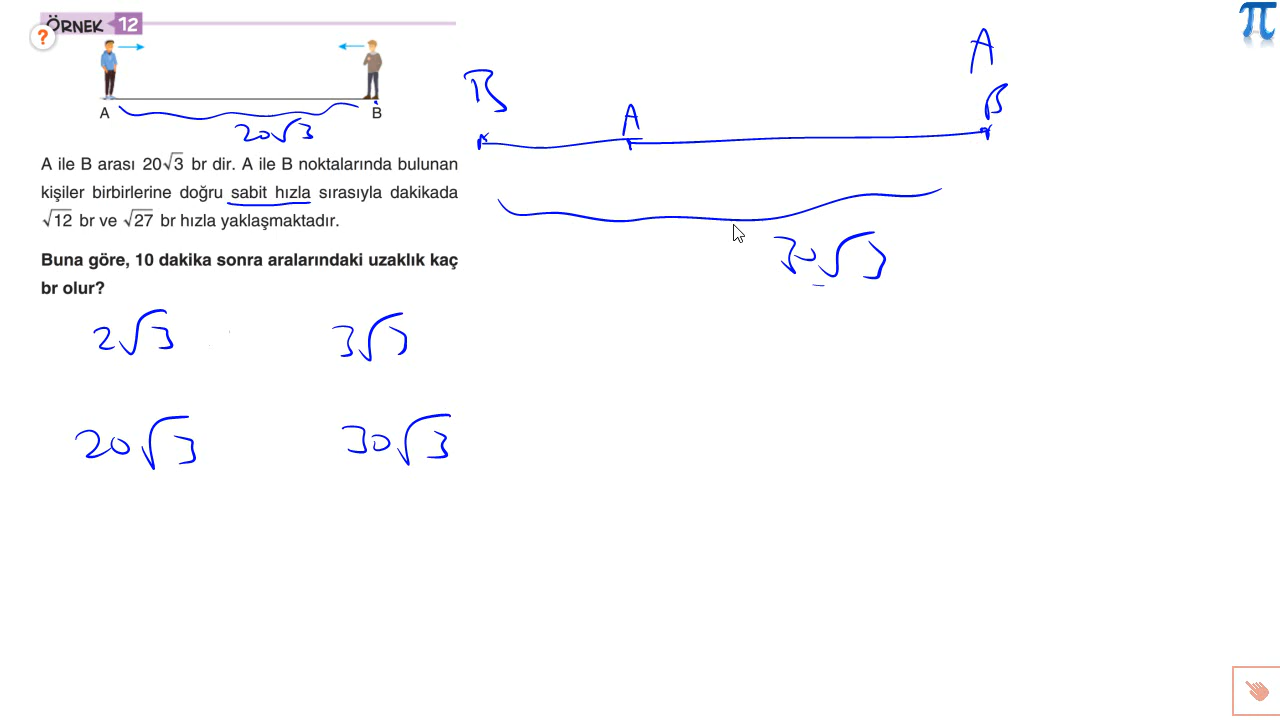 ÖRNEK 12
?
A
B
20√3
A ile B arası 20√3 br dir. A ile B noktalarında bulunan
kişiler birbirlerine doğru sabit hızla sırasıyla dakikada
√12 br ve √27 br hızla yaklaşmaktadır.
Buna göre, 10 dakika sonra aralarındaki uzaklık kaç
br olur?
2√3 3√3
20√3 30√3
A
B A B
30√3
π